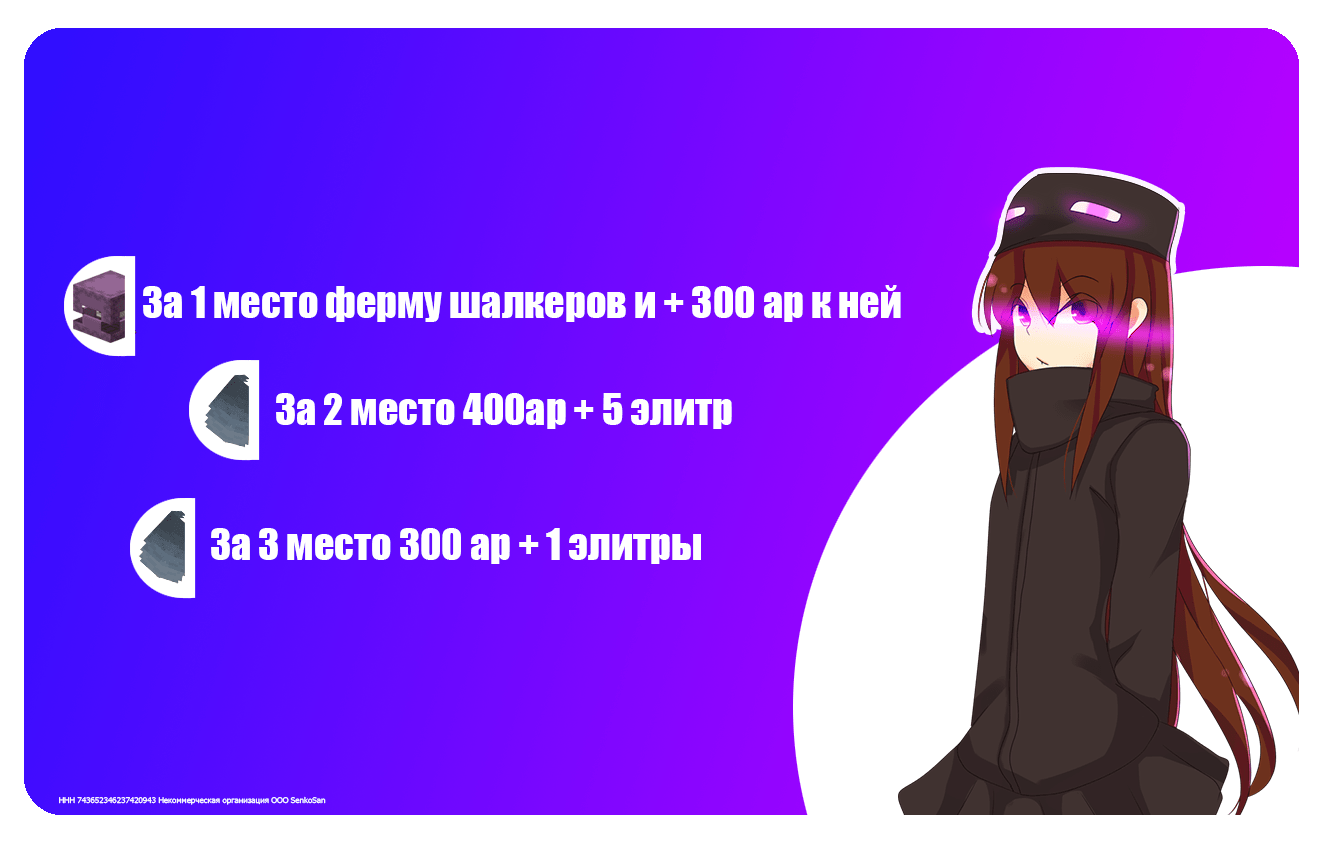 За 1 место ферму шалкеров и + 300 ар к ней
За 2 место 400ар + 5 элитр
За 3 место 300 ар + 1 элитры
ННН 743652346237420943 Некоммерческая организация ООО SenkoSan